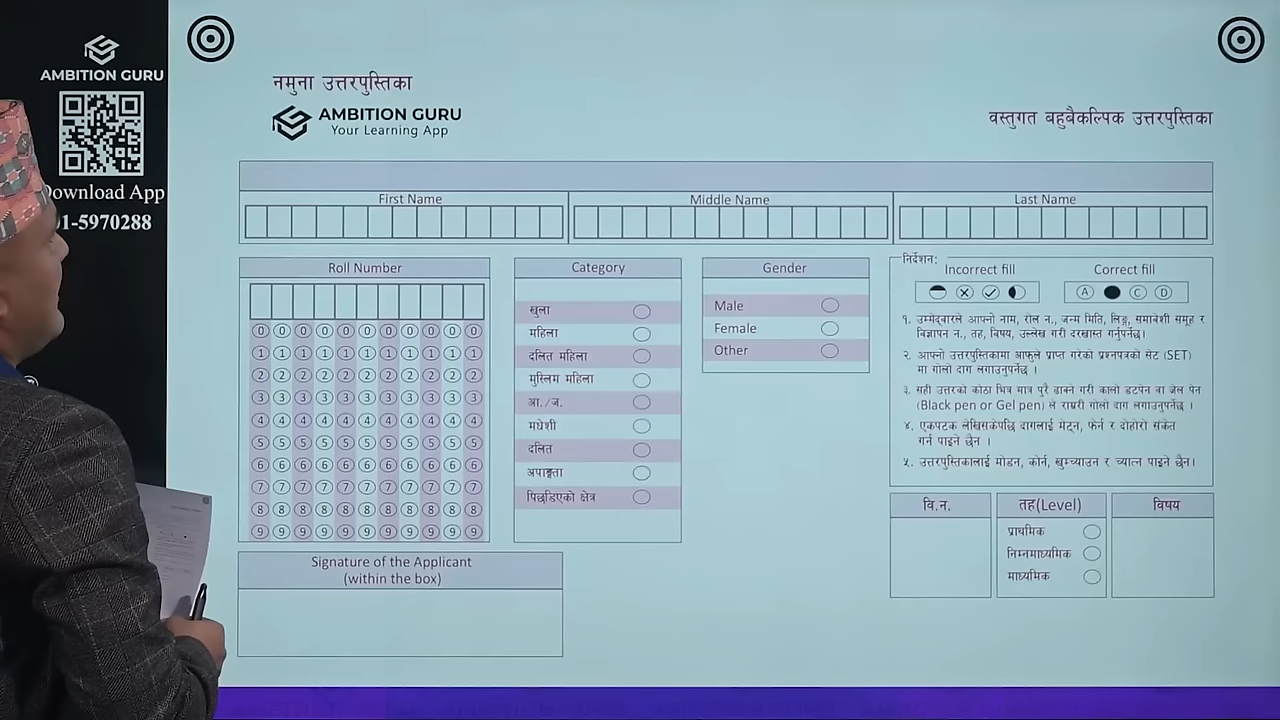 AMBITION GURU
Download App
01-5970288
नमुना उत्तरपुस्तिका
AMBITION GURU
Your Learning App
वस्तुगत बहुबैकल्पिक उत्तरपुस्तिका
First Name
Middle Name
Last Name
Roll Number
0 0 0 0 0 0 0 0 0 0 0
1 1 1 1 1 1 1 1 1 1 1
2 2 2 2 2 2 2 2 2 2 2
3 3 3 3 3 3 3 3 3 3 3
4 4 4 4 4 4 4 4 4 4 4
5 5 5 5 5 5 5 5 5 5 5
6 6 6 6 6 6 6 6 6 6 6
7 7 7 7 7 7 7 7 7 7 7
8 8 8 8 8 8 8 8 8 8 8
9 9 9 9 9 9 9 9 9 9 9
Category
खुला
महिला
दलित महिला
मुस्लिम महिला
आ./ज.
मधेशी
दलित
अपाङ्गता
पिछडिएको क्षेत्र
Gender
Male
Female
Other
निर्देशन:
Incorrect fill
Correct fill
A C D
१. उम्मेद्वारले आफ्नो नाम, रोल न., जन्म मिति, लिङ्ग, समावेशी समूह र
विज्ञापन न., तह, विषय, उल्लेख गरी दरखास्त गर्नुपर्नेछ।
२. आफ्नो उत्तरपुस्तिकामा आफुले प्राप्त गरेको प्रश्नपत्रको सेट (SET)
मा गोलो दाग लगाउनुपर्नेछ ।
३. सही उत्तरको कोठा भित्र मात्र पुरै ढाक्ने गरी कालो डटपेन वा जेल पेन
(Black pen or Gel pen) ले राम्ररी गोलो दाग लगाउनुपर्नेछ ।
४. एकपटक लेखिसकेपछि दागलाई मेट्न, फेर्न र दोहोरो संकेत
गर्न पाइने छैन ।
५. उत्तरपुस्तिकालाई मोडन, कोर्न, खुम्च्याउन र च्यात्न पाइने छैन।
वि.न.
तह(Level)
प्राथमिक
निम्नमाध्यमिक
माध्यमिक
विषय
Signature of the Applicant
(within the box)